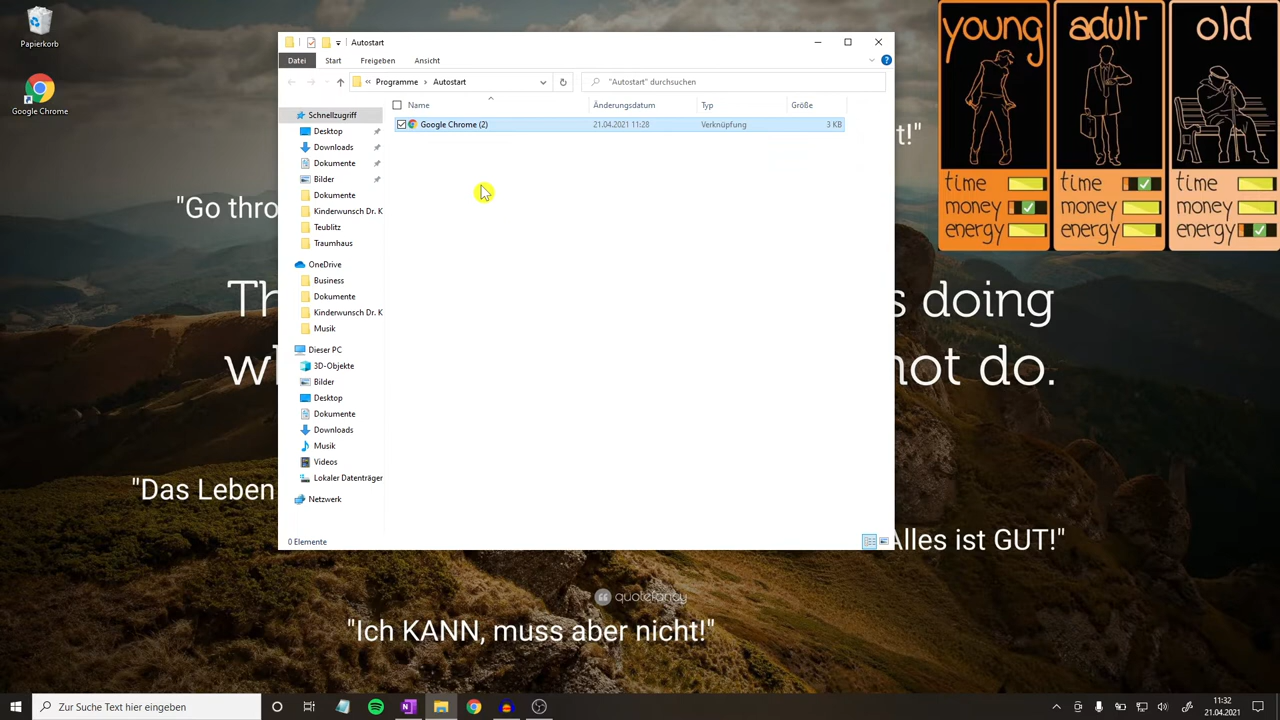 Papierkorb
Google Chrome
Autostart
Datei
Start
Freigeben
Ansicht
« Programme › Autostart
"Autostart" durchsuchen
Name
Änderungsdatum
Typ
Größe
Google Chrome (2)
21.04.2021 11:28
Verknüpfung
3 KB
Schnellzugriff
Desktop
Downloads
Dokumente
Bilder
Dokumente
Kinderwunsch Dr. K
Teublitz
Traumhaus
OneDrive
Business
Dokumente
Kinderwunsch Dr. K
Musik
Dieser PC
3D-Objekte
Bilder
Desktop
Dokumente
Downloads
Musik
Videos
Lokaler Datenträger
Netzwerk
0 Elemente
young
time
money
energy
adult
time
money
energy
old
time
money
energy
t!"
"Go thro
Th
s doing
wh
not do.
"Das Leben
Alles ist GUT!"
quotefancy
"Ich KANN, muss aber nicht!"
Zur Suche Text hier eingeben
11:32
21.04.2021